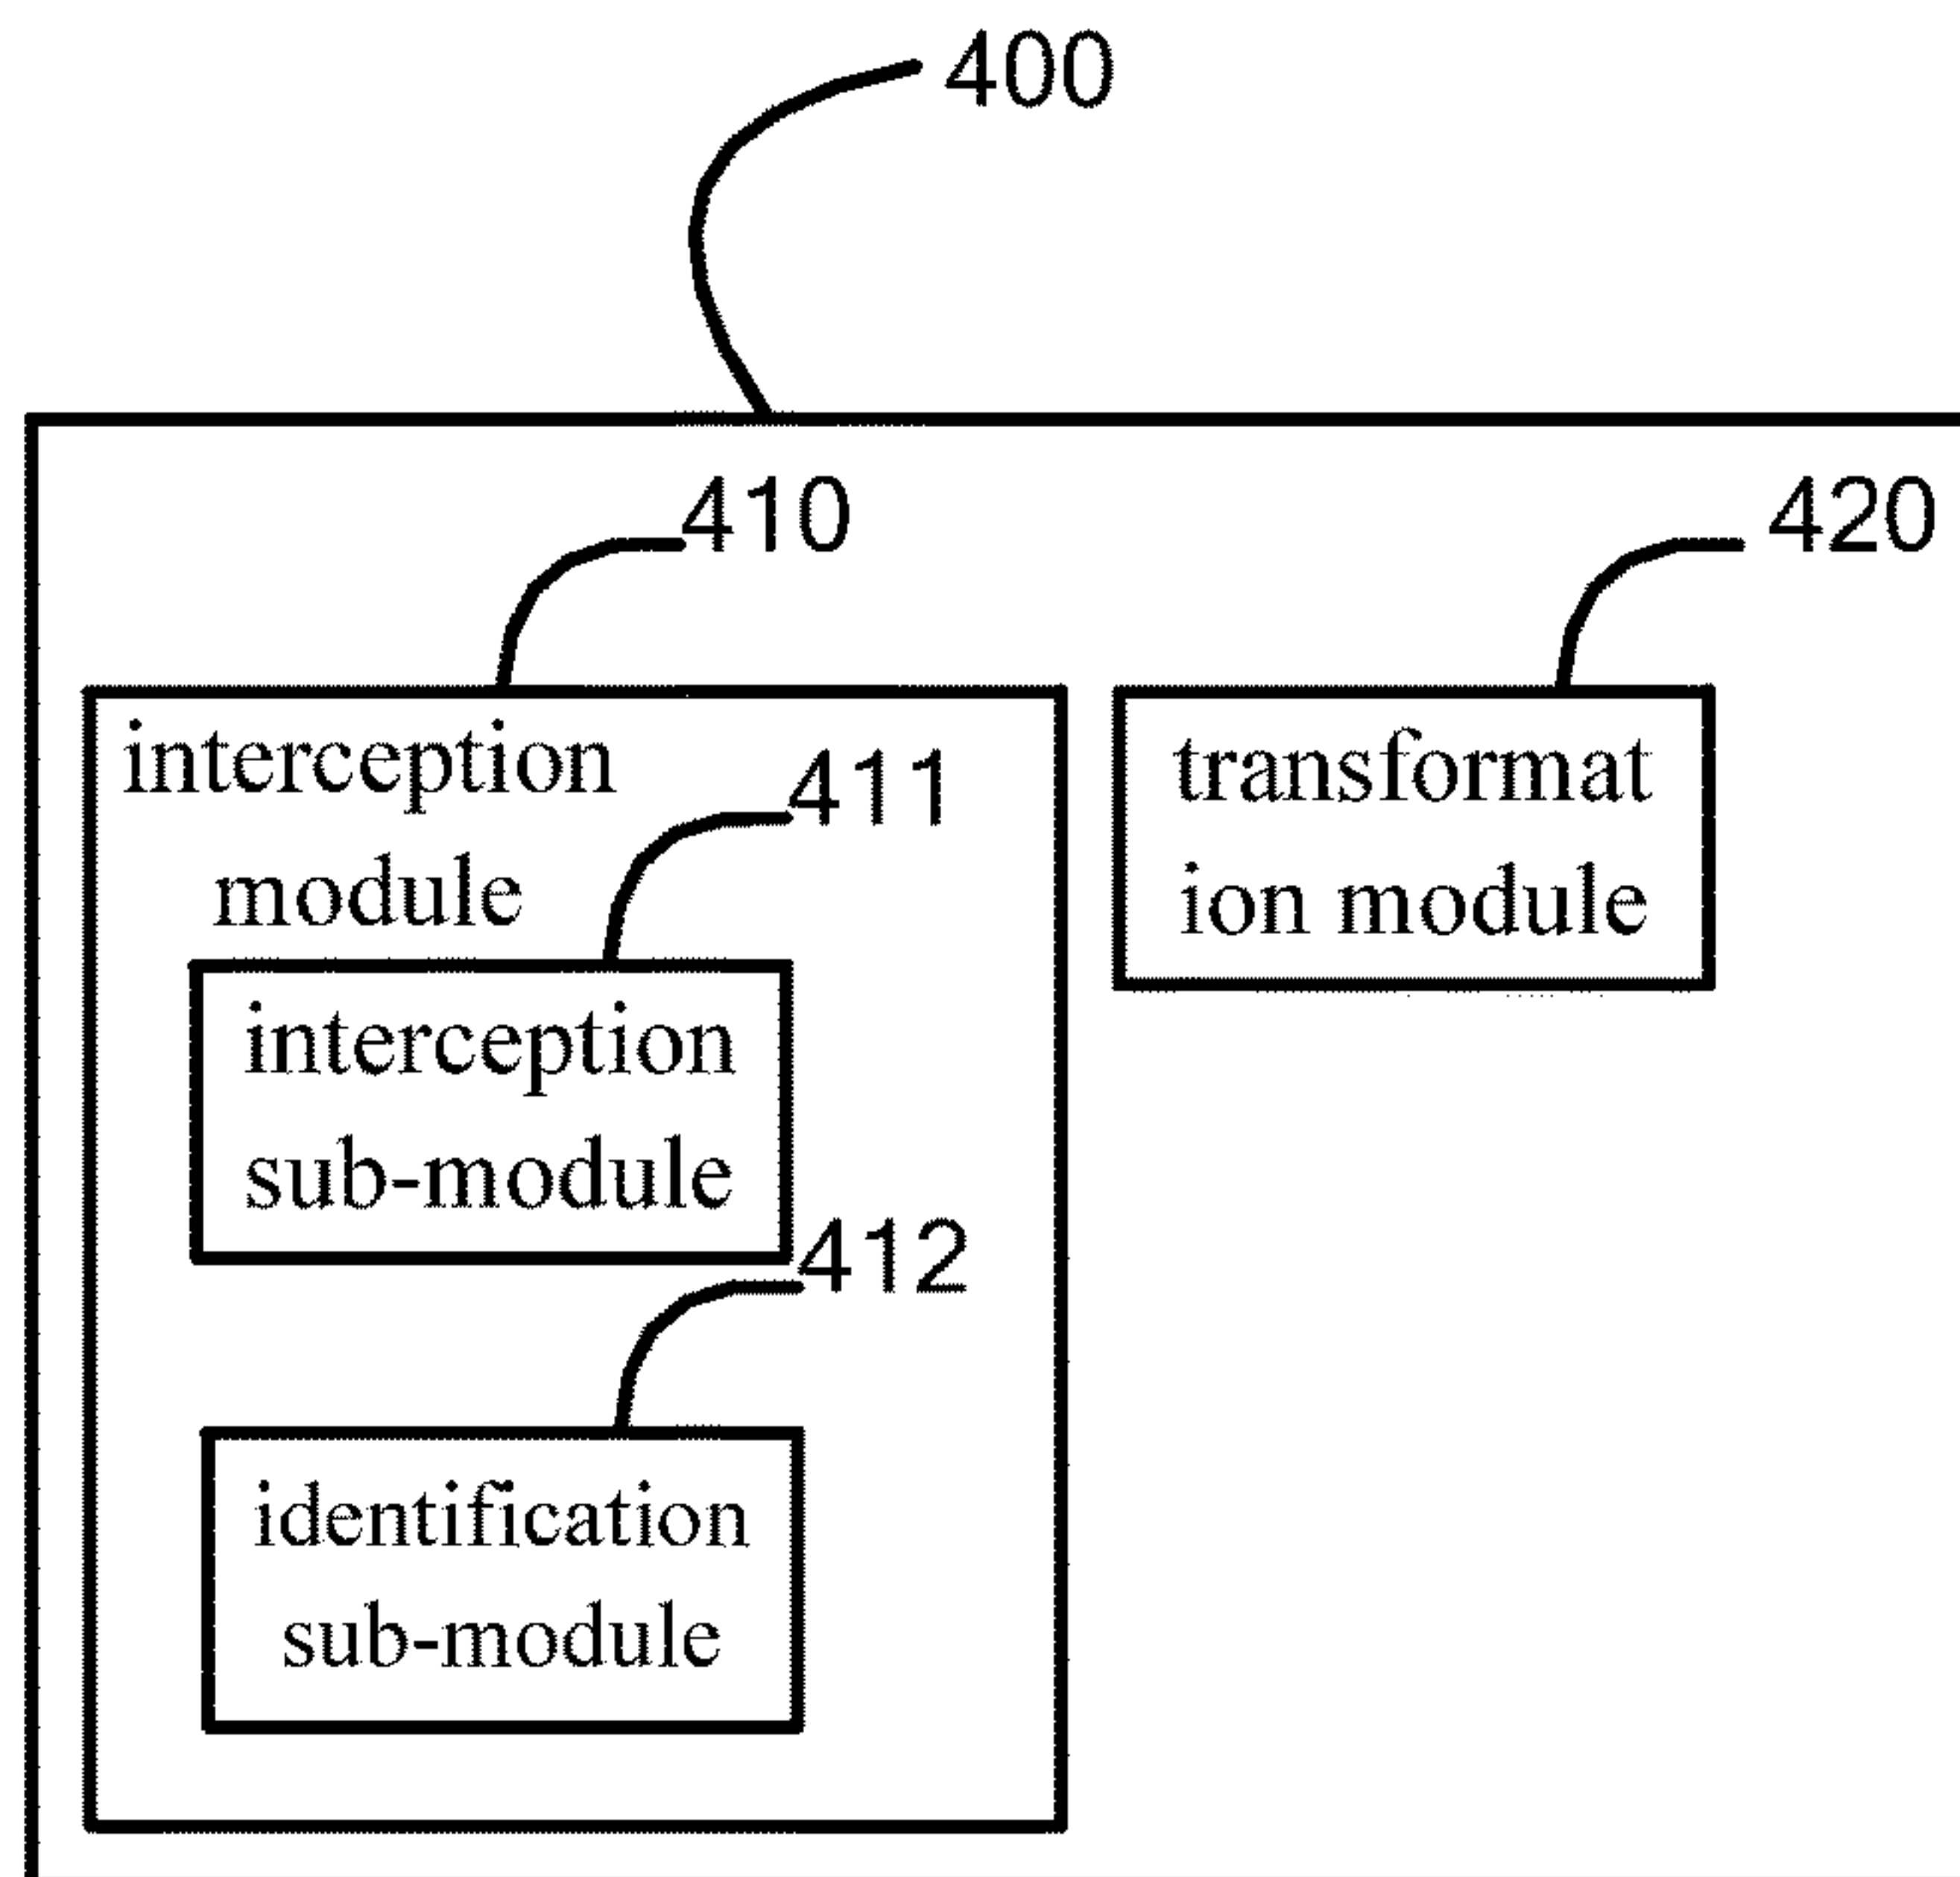 400
410
420
interception
module
411
interception
sub-module
412
identification
sub-module
transformat
ion module